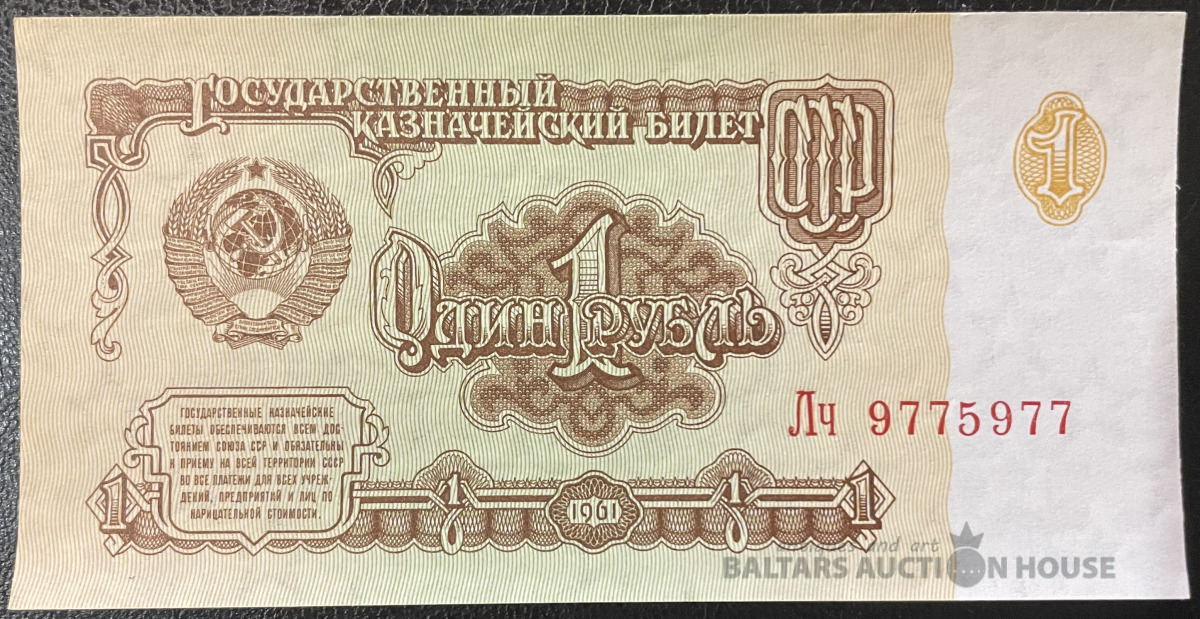 ГОСУДАРСТВЕННЫЙ
КАЗНАЧЕЙСКИЙ БИЛЕТ
СССР
1
1
ОДИН РУБЛЬ
Лч 9775977
ГОСУДАРСТВЕННЫЕ КАЗНАЧЕЙСКИЕ
БИЛЕТЫ ОБЕСПЕЧИВАЮТСЯ ВСЕМ ДОС-
ТОЯНИЕМ СОЮЗА ССР И ОБЯЗАТЕЛЬНЫ
К ПРИЕМУ НА ВСЕЙ ТЕРРИТОРИИ СССР
ВО ВСЕ ПЛАТЕЖИ ДЛЯ ВСЕХ УЧРЕЖ-
ДЕНИЙ, ПРЕДПРИЯТИЙ И ЛИЦ ПО
НАРИЦАТЕЛЬНОЙ СТОИМОСТИ.
1 1 1961 1 1
and art
BALTARS AUCTION HOUSE